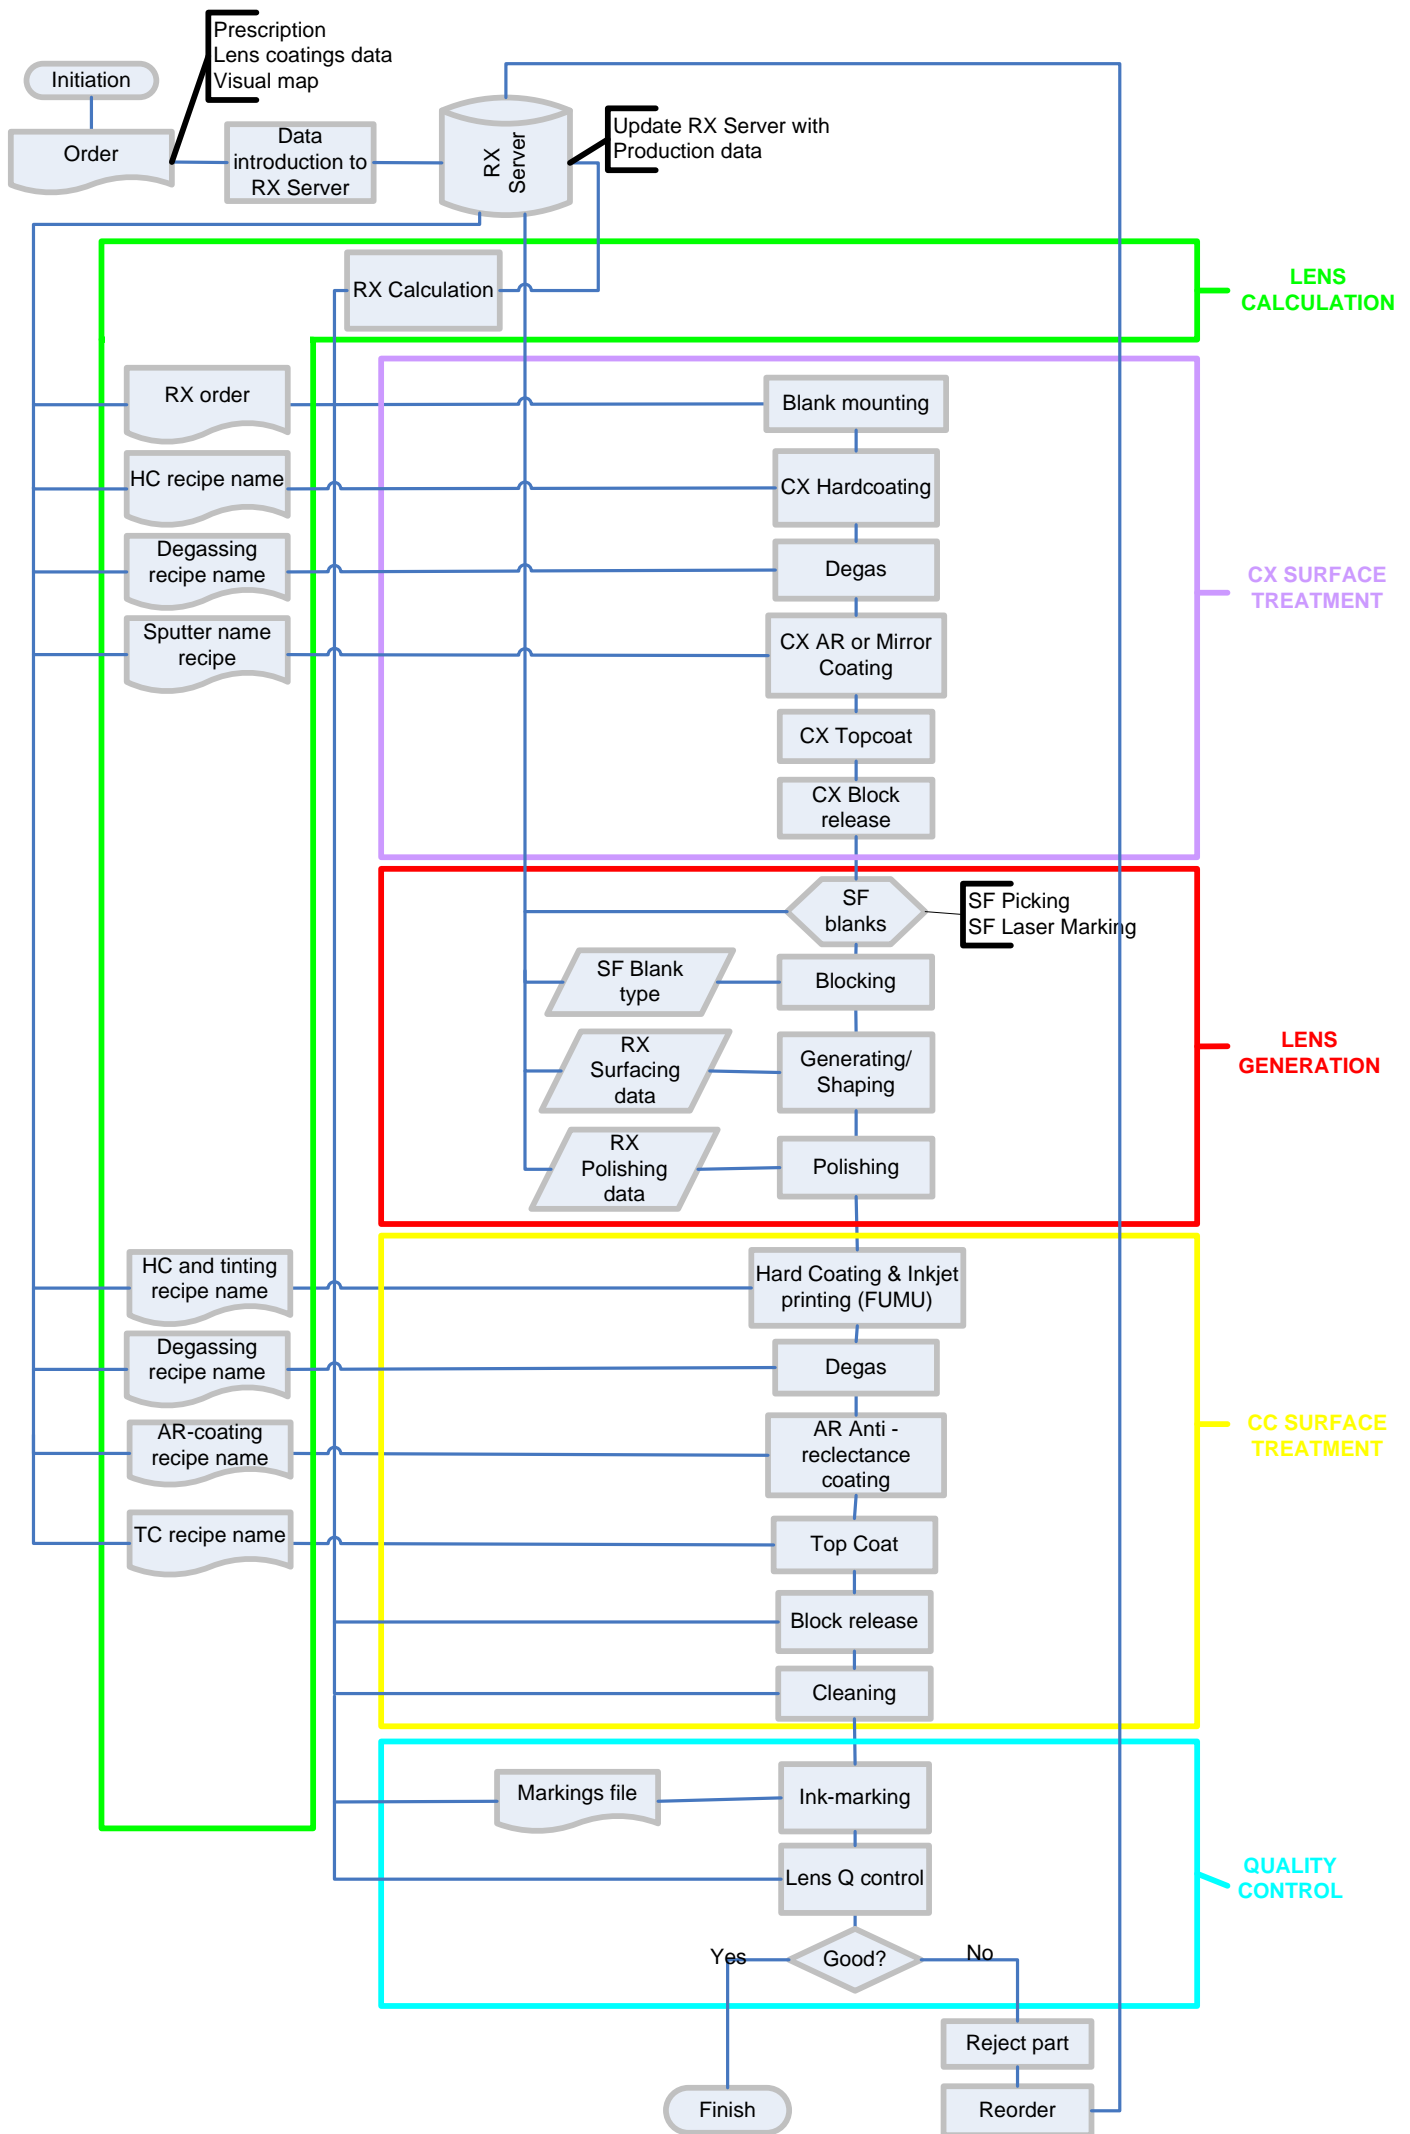 Prescription
Lens coatings data
Visual map
Initiation
Order
Data
introduction to
RX Server
RX
Server
Update RX Server with
Production data
RX Calculation
LENS
CALCULATION
RX order
Blank mounting
HC recipe name
CX Hardcoating
Degassing
recipe name
Degas
CX SURFACE
TREATMENT
Sputter name
recipe
CX AR or Mirror
Coating
CX Topcoat
CX Block
release
SF
blanks
SF Picking
SF Laser Marking
SF Blank
type
Blocking
RX
Surfacing
data
Generating/
Shaping
LENS
GENERATION
RX
Polishing
data
Polishing
HC and tinting
recipe name
Hard Coating & Inkjet
printing (FUMU)
Degassing
recipe name
Degas
AR-coating
recipe name
AR Anti -
reclectance
coating
CC SURFACE
TREATMENT
TC recipe name
Top Coat
Block release
Cleaning
Markings file
Ink-marking
Lens Q control
QUALITY
CONTROL
Yes
Good?
No
Reject part
Finish
Reorder